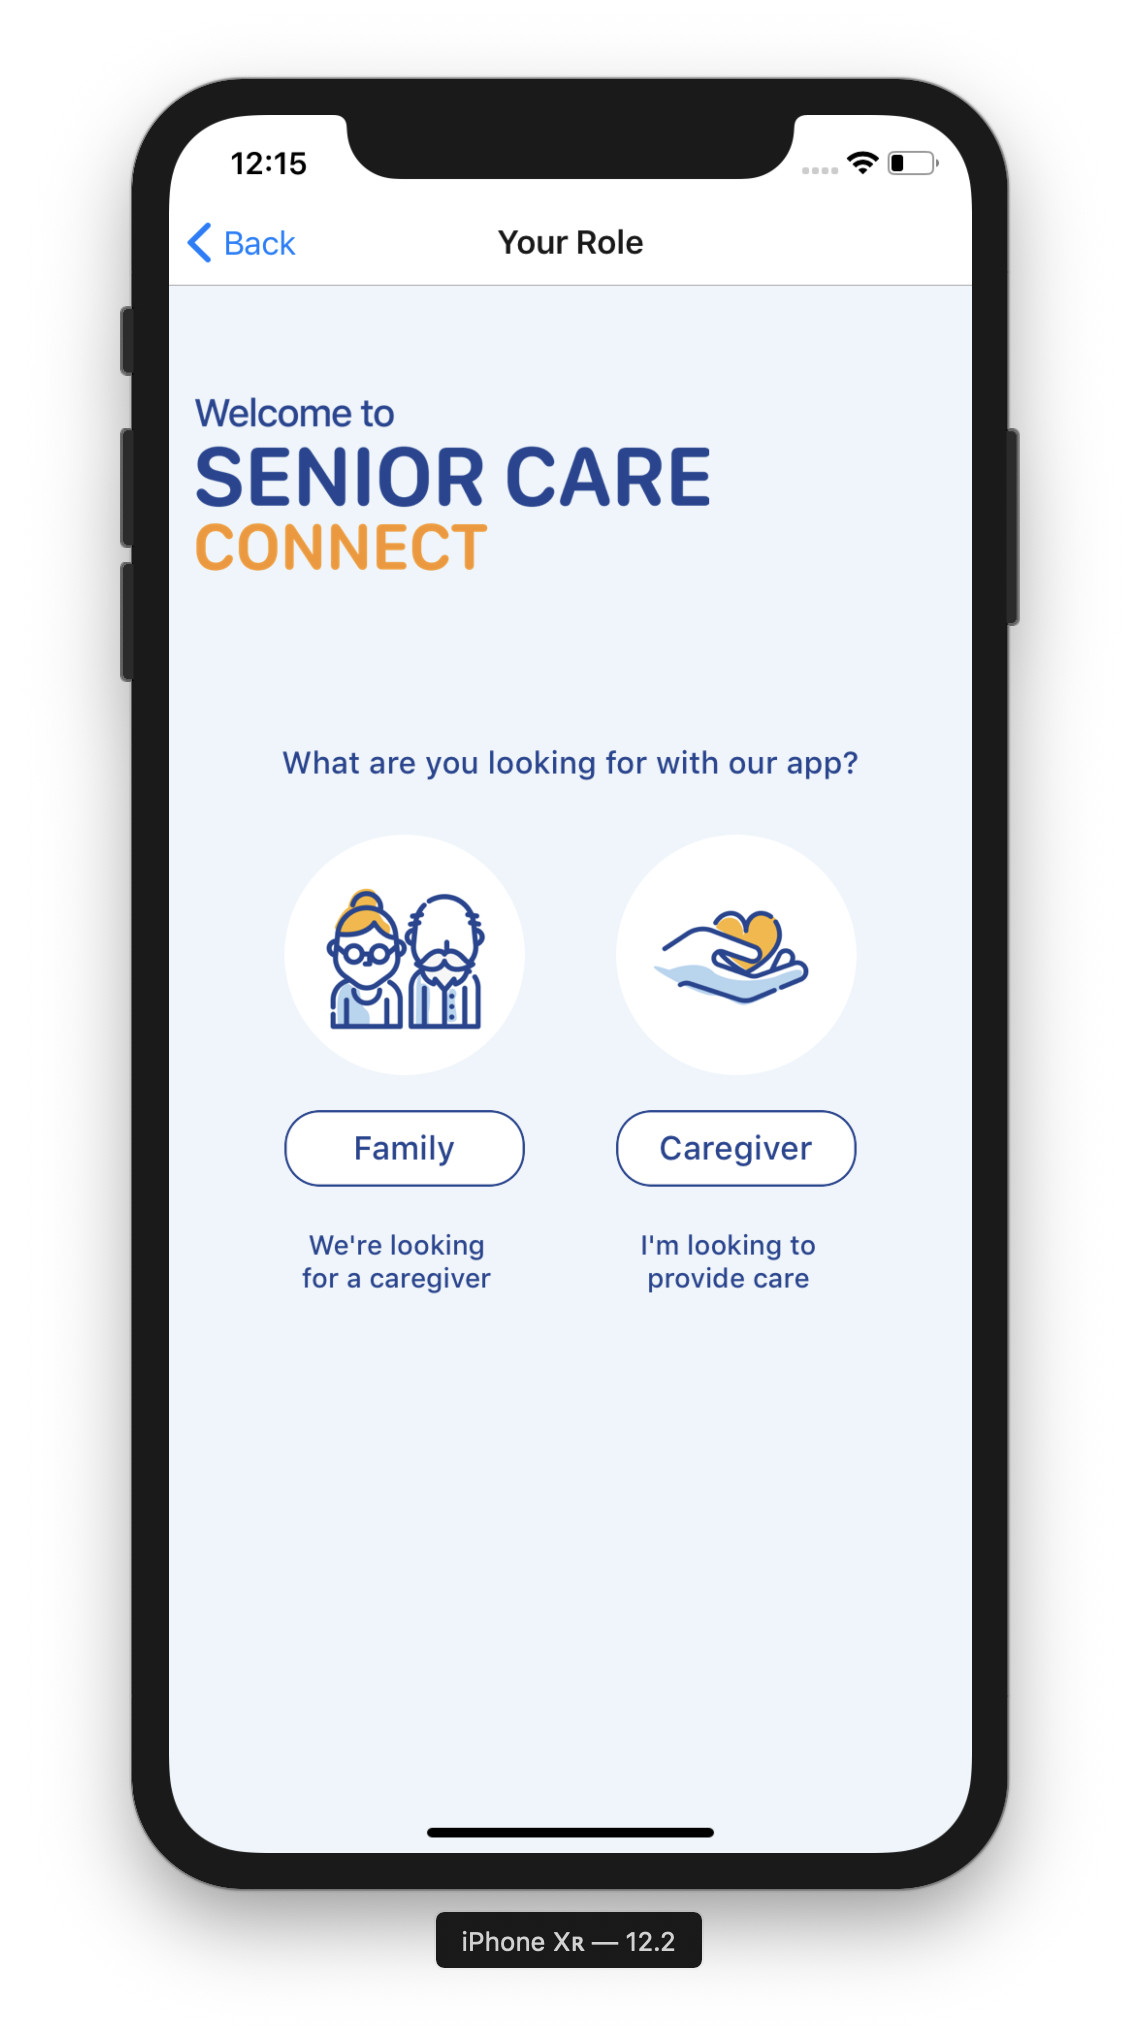 12:15
Back
Your Role
Welcome to
SENIOR CARE
CONNECT
What are you looking for with our app?
Family
Caregiver
We're looking
for a caregiver
I'm looking to
provide care
iPhone Xʀ — 12.2